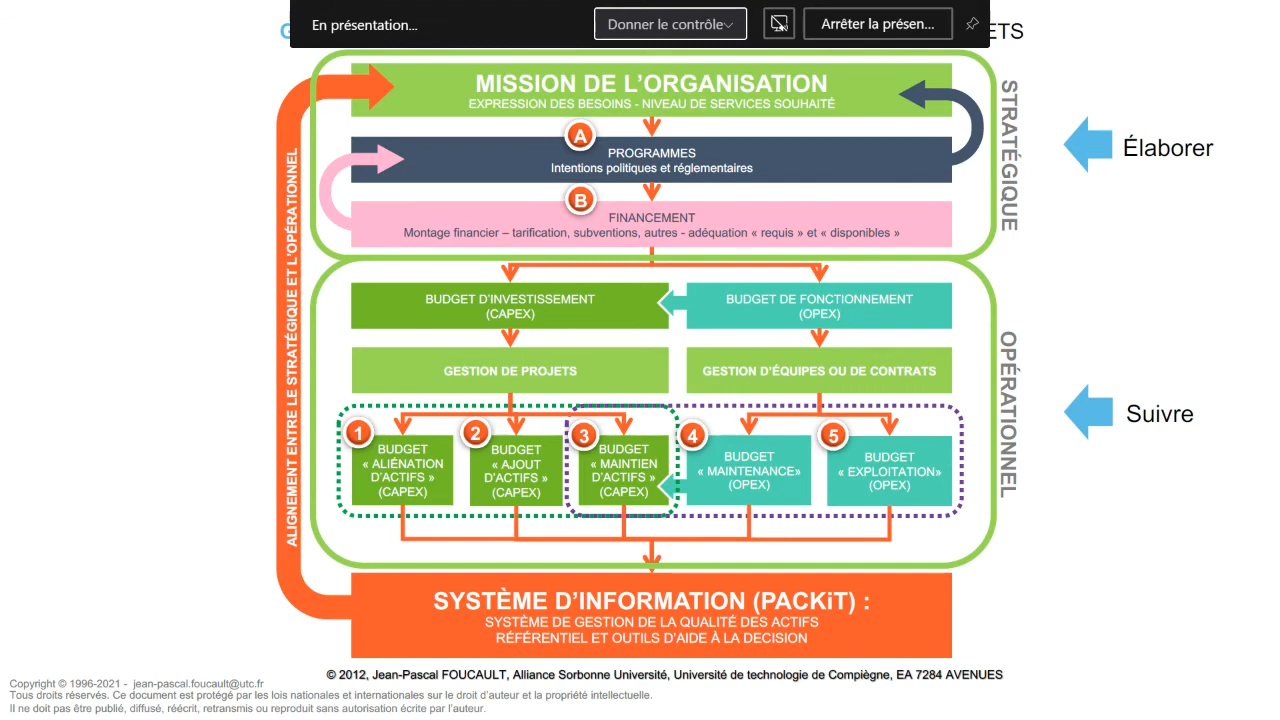 En présentation...
Donner le contrôle
Arrêter la présen...
ETS
MISSION DE L'ORGANISATION
EXPRESSION DES BESOINS - NIVEAU DE SERVICES SOUHAITÉ
A
PROGRAMMES
Intentions politiques et réglementaires
B
FINANCEMENT
Montage financier – tarification, subventions, autres - adéquation « requis » et « disponibles »
STRATÉGIQUE
Élaborer
ALIGNEMENT ENTRE LE STRATÉGIQUE ET L'OPÉRATIONNEL
BUDGET D'INVESTISSEMENT
(CAPEX)
BUDGET DE FONCTIONNEMENT
(OPEX)
GESTION DE PROJETS
GESTION D'ÉQUIPES OU DE CONTRATS
1
BUDGET
« ALIÉNATION
D'ACTIFS »
(CAPEX)
2
BUDGET
« AJOUT
D'ACTIFS »
(CAPEX)
3
BUDGET
« MAINTIEN
D'ACTIFS »
(CAPEX)
4
BUDGET
« MAINTENANCE»
(OPEX)
5
BUDGET
« EXPLOITATION»
(OPEX)
OPÉRATIONNEL
Suivre
SYSTÈME D'INFORMATION (PACKiT) :
SYSTÈME DE GESTION DE LA QUALITÉ DES ACTIFS
RÉFÉRENTIEL ET OUTILS D'AIDE À LA DECISION
© 2012, Jean-Pascal FOUCAULT, Alliance Sorbonne Université, Université de technologie de Compiègne, EA 7284 AVENUES
Copyright © 1996-2021 - jean-pascal.foucault@utc.fr
Tous droits réservés. Ce document est protégé par les lois nationales et internationales sur le droit d'auteur et la propriété intellectuelle.
Il ne doit pas être publié, diffusé, réécrit, retransmis ou reproduit sans autorisation écrite par l'auteur.